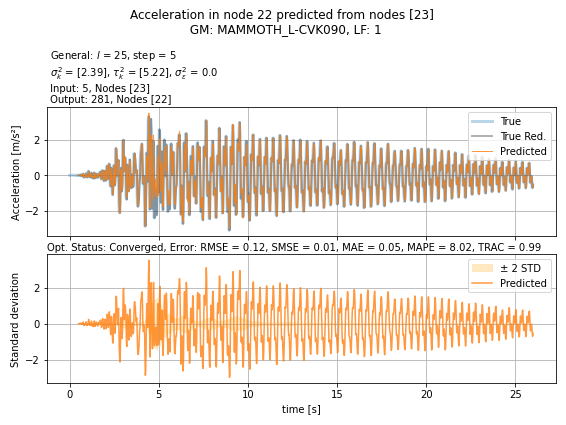 Acceleration in node 22 predicted from nodes [23]
GM: MAMMOTH_L-CVK090, LF: 1
General: l = 25, step = 5
σ²ₖ = [2.39], τ²ₖ = [5.22], σ²ε = 0.0
Input: 5, Nodes [23]
Output: 281, Nodes [22]
Acceleration [m/s²]
2
0
−2
True
True Red.
Predicted
Opt. Status: Converged, Error: RMSE = 0.12, SMSE = 0.01, MAE = 0.05, MAPE = 8.02, TRAC = 0.99
Standard deviation
2
0
−2
± 2 STD
Predicted
0 5 10 15 20 25
time [s]